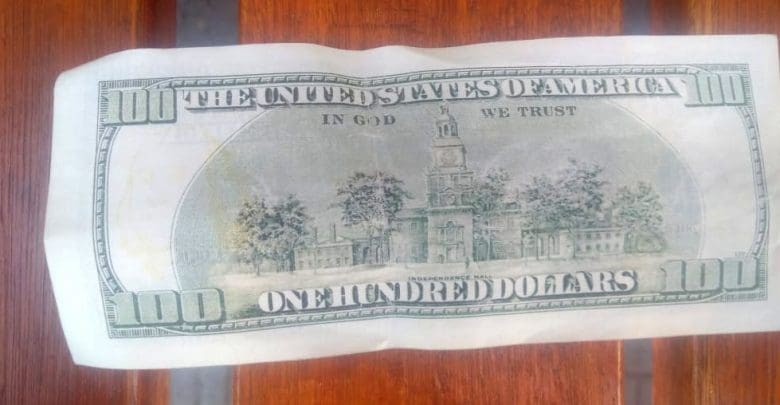 100 THE UNITED STATES OF AMERICA 100
IN GOD WE TRUST
INDEPENDENCE HALL
100 ONE HUNDRED DOLLARS 100